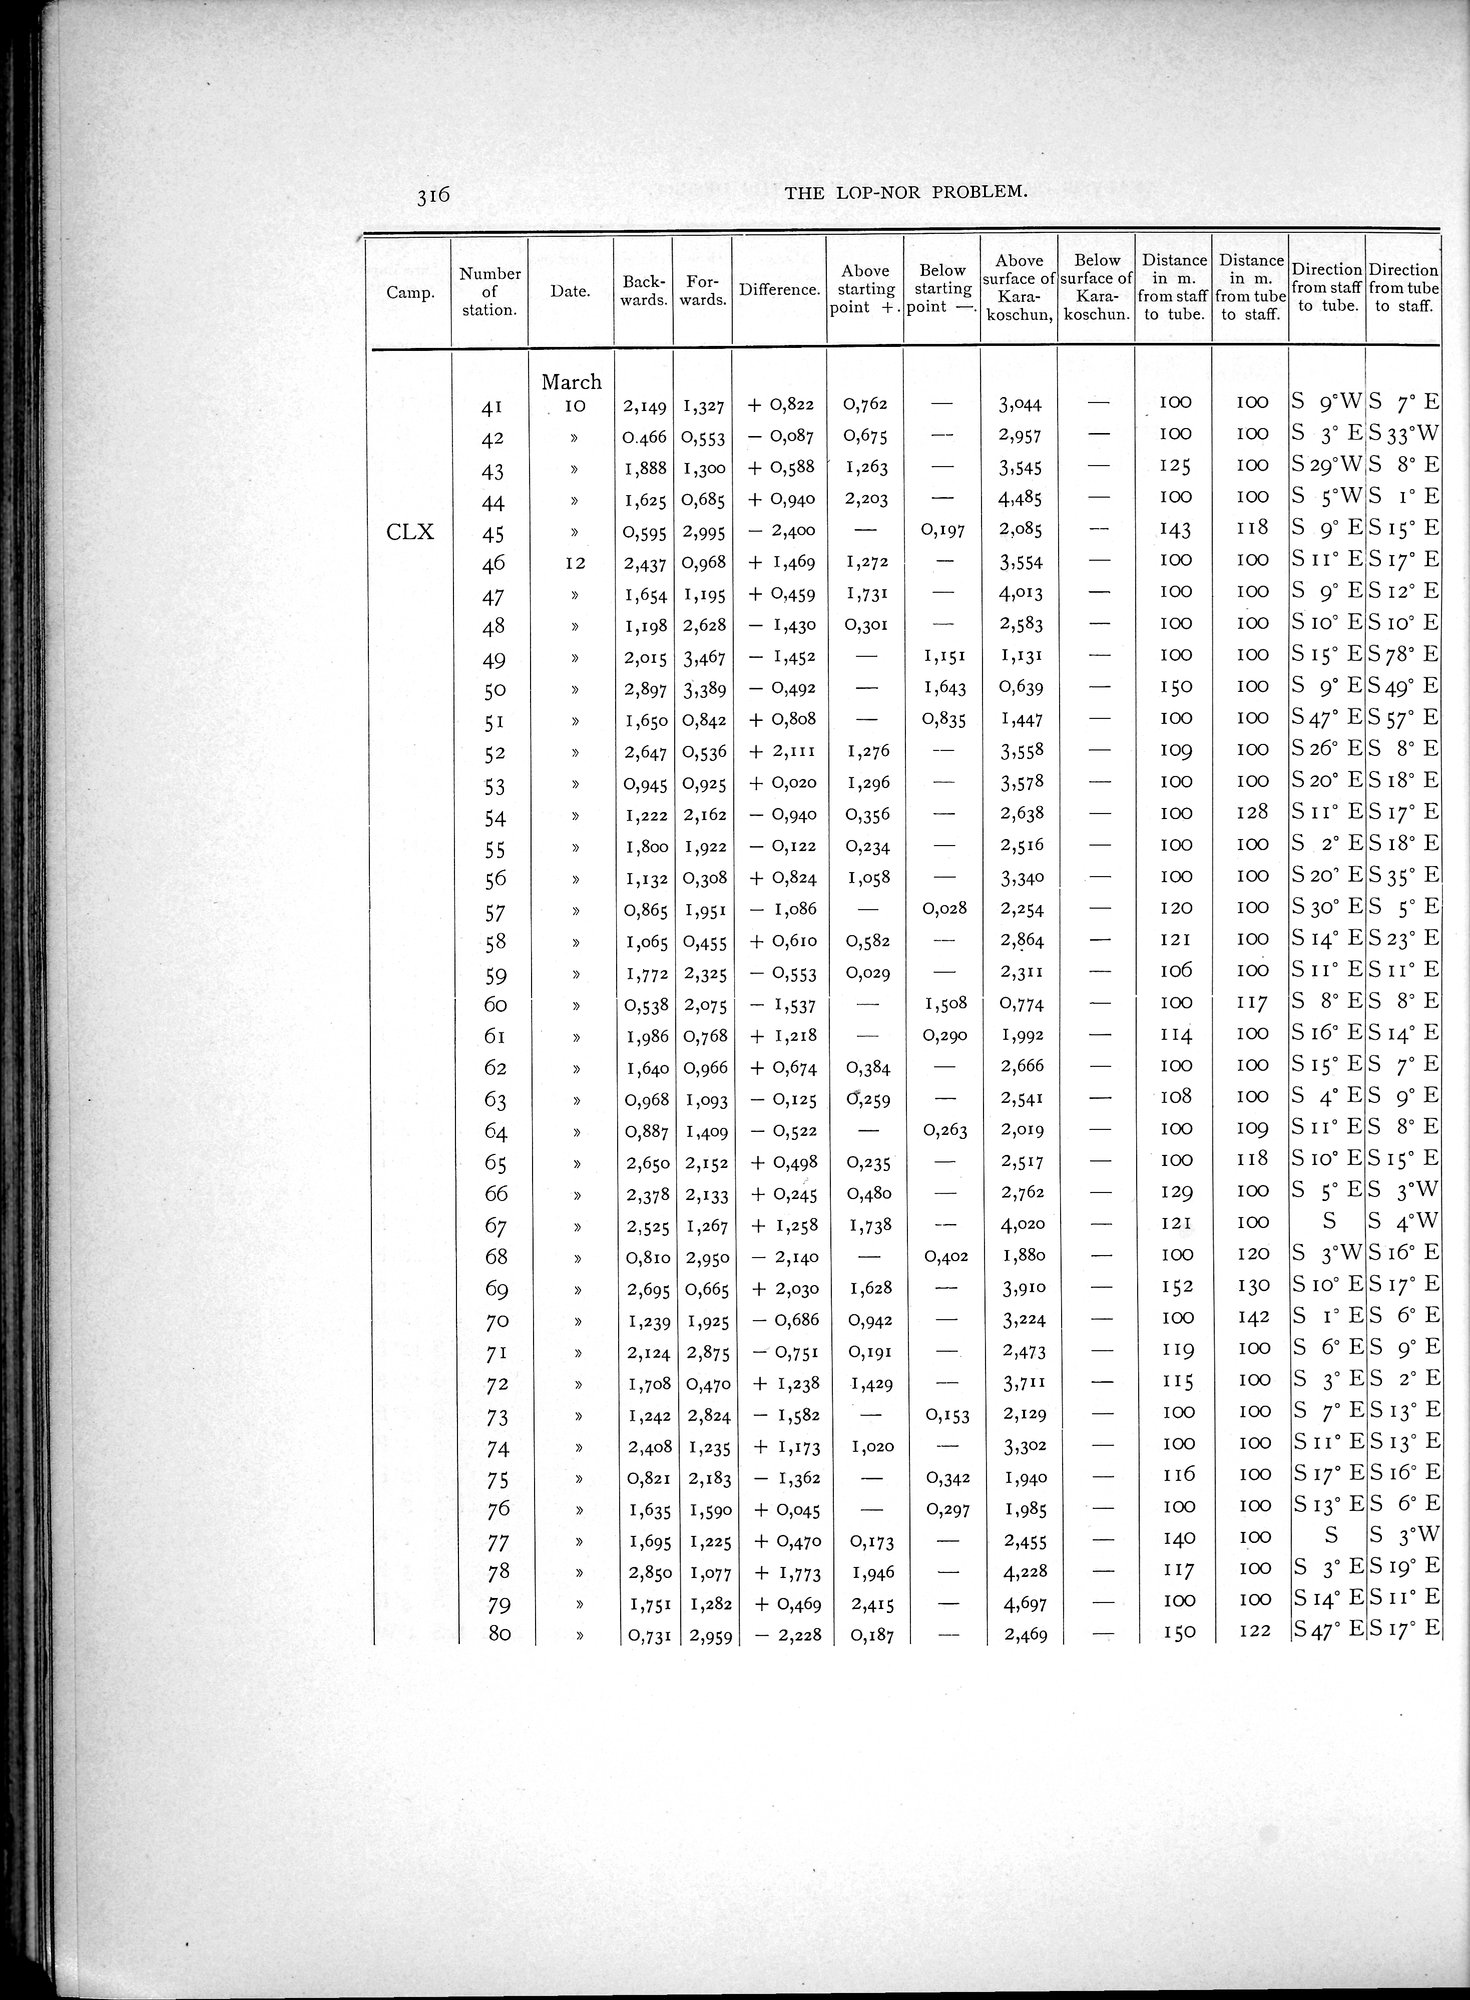 316
THE LOP-NOR PROBLEM.
Camp. | Number of station. | Date. | Back-wards. | For-wards. | Difference. | Above starting point +. | Below starting point —. | Above surface of Kara-koschun, | Below surface of Kara-koschun. | Distance in m. from staff to tube. | Distance in m. from tube to staff. | Direction from staff to tube. | Direction from tube to staff.
March
41 10 2,149 1,327 + 0,822 0,762 — 3,044 — 100 100 S 9° W S 7° E
42 » 0.466 0,553 — 0,087 0,675 — 2,957 — 100 100 S 3° E S 33° W
43 » 1,888 1,300 + 0,588 1,263 — 3,545 — 125 100 S 29° W S 8° E
44 » 1,625 0,685 + 0,940 2,203 — 4,485 — 100 100 S 5° W S 1° E
CLX 45 » 0,595 2,995 — 2,400 — 0,197 2,085 — 143 118 S 9° E S 15° E
46 12 2,437 0,968 + 1,469 1,272 — 3,554 — 100 100 S 11° E S 17° E
47 » 1,654 1,195 + 0,459 1,731 — 4,013 — 100 100 S 9° E S 12° E
48 » 1,198 2,628 — 1,430 0,301 — 2,583 — 100 100 S 10° E S 10° E
49 » 2,015 3,467 — 1,452 — 1,151 1,131 — 100 100 S 15° E S 78° E
50 » 2,897 3,389 — 0,492 — 1,643 0,639 — 150 100 S 9° E S 49° E
51 » 1,650 0,842 + 0,808 — 0,835 1,447 — 100 100 S 47° E S 57° E
52 » 2,647 0,536 + 2,111 1,276 — 3,558 — 109 100 S 26° E S 8° E
53 » 0,945 0,925 + 0,020 1,296 — 3,578 — 100 100 S 20° E S 18° E
54 » 1,222 2,162 — 0,940 0,356 — 2,638 — 100 128 S 11° E S 17° E
55 » 1,800 1,922 — 0,122 0,234 — 2,516 — 100 100 S 2° E S 18° E
56 » 1,132 0,308 + 0,824 1,058 — 3,340 — 100 100 S 20° E S 35° E
57 » 0,865 1,951 — 1,086 — 0,028 2,254 — 120 100 S 30° E S 5° E
58 » 1,065 0,455 + 0,610 0,582 — 2,864 — 121 100 S 14° E S 23° E
59 » 1,772 2,325 — 0,553 0,029 — 2,311 — 106 100 S 11° E S 11° E
60 » 0,538 2,075 — 1,537 — 1,508 0,774 — 100 117 S 8° E S 8° E
61 » 1,986 0,768 + 1,218 — 0,290 1,992 — 114 100 S 16° E S 14° E
62 » 1,640 0,966 + 0,674 0,384 — 2,666 — 100 100 S 15° E S 7° E
63 » 0,968 1,093 — 0,125 0,259 — 2,541 — 108 100 S 4° E S 9° E
64 » 0,887 1,409 — 0,522 — 0,263 2,019 — 100 109 S 11° E S 8° E
65 » 2,650 2,152 + 0,498 0,235 — 2,517 — 100 118 S 10° E S 15° E
66 » 2,378 2,133 + 0,245 0,480 — 2,762 — 129 100 S 5° E S 3° W
67 » 2,525 1,267 + 1,258 1,738 — 4,020 — 121 100 S S 4° W
68 » 0,810 2,950 — 2,140 — 0,402 1,880 — 100 120 S 3° W S 16° E
69 » 2,695 0,665 + 2,030 1,628 — 3,910 — 152 130 S 10° E S 17° E
70 » 1,239 1,925 — 0,686 0,942 — 3,224 — 100 142 S 1° E S 6° E
71 » 2,124 2,875 — 0,751 0,191 — 2,473 — 119 100 S 6° E S 9° E
72 » 1,708 0,470 + 1,238 1,429 — 3,711 — 115 100 S 3° E S 2° E
73 » 1,242 2,824 — 1,582 — 0,153 2,129 — 100 100 S 7° E S 13° E
74 » 2,408 1,235 + 1,173 1,020 — 3,302 — 100 100 S 11° E S 13° E
75 » 0,821 2,183 — 1,362 — 0,342 1,940 — 116 100 S 17° E S 16° E
76 » 1,635 1,590 + 0,045 — 0,297 1,985 — 100 100 S 13° E S 6° E
77 » 1,695 1,225 + 0,470 0,173 — 2,455 — 140 100 S S 3° W
78 » 2,850 1,077 + 1,773 1,946 — 4,228 — 117 100 S 3° E S 19° E
79 » 1,751 1,282 + 0,469 2,415 — 4,697 — 100 100 S 14° E S 11° E
80 » 0,731 2,959 — 2,228 0,187 — 2,469 — 150 122 S 47° E S 17° E